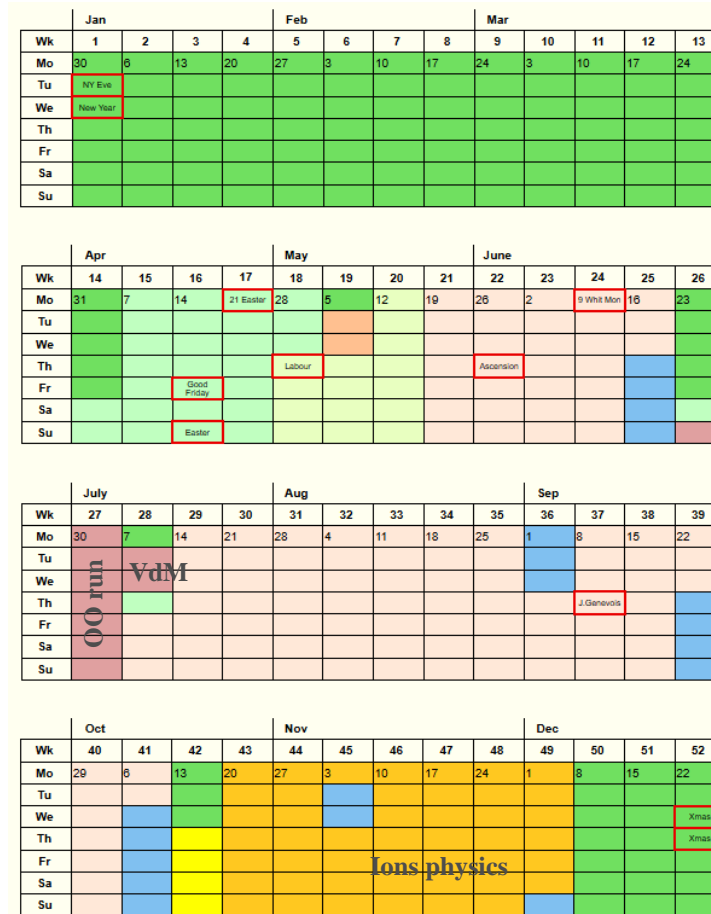 Jan Feb Mar
Wk 1 2 3 4 5 6 7 8 9 10 11 12 13
Mo 30 6 13 20 27 3 10 17 24 3 10 17 24
Tu NY Eve
We New Year
Th
Fr
Sa
Su
Apr May June
Wk 14 15 16 17 18 19 20 21 22 23 24 25 26
Mo 31 7 14 21 Easter 28 5 12 19 26 2 9 Whit Mon 16 23
Tu
We
Th Labour Ascension
Fr Good Friday
Sa
Su Easter
July Aug Sep
Wk 27 28 29 30 31 32 33 34 35 36 37 38 39
Mo 30 7 14 21 28 4 11 18 25 1 8 15 22
Tu
We
Th J.Genevois
Fr
Sa
Su
OO run
VdM
Oct Nov Dec
Wk 40 41 42 43 44 45 46 47 48 49 50 51 52
Mo 29 6 13 20 27 3 10 17 24 1 8 15 22
Tu
We Xmas
Th Xmas
Fr
Sa
Su
Ions physics